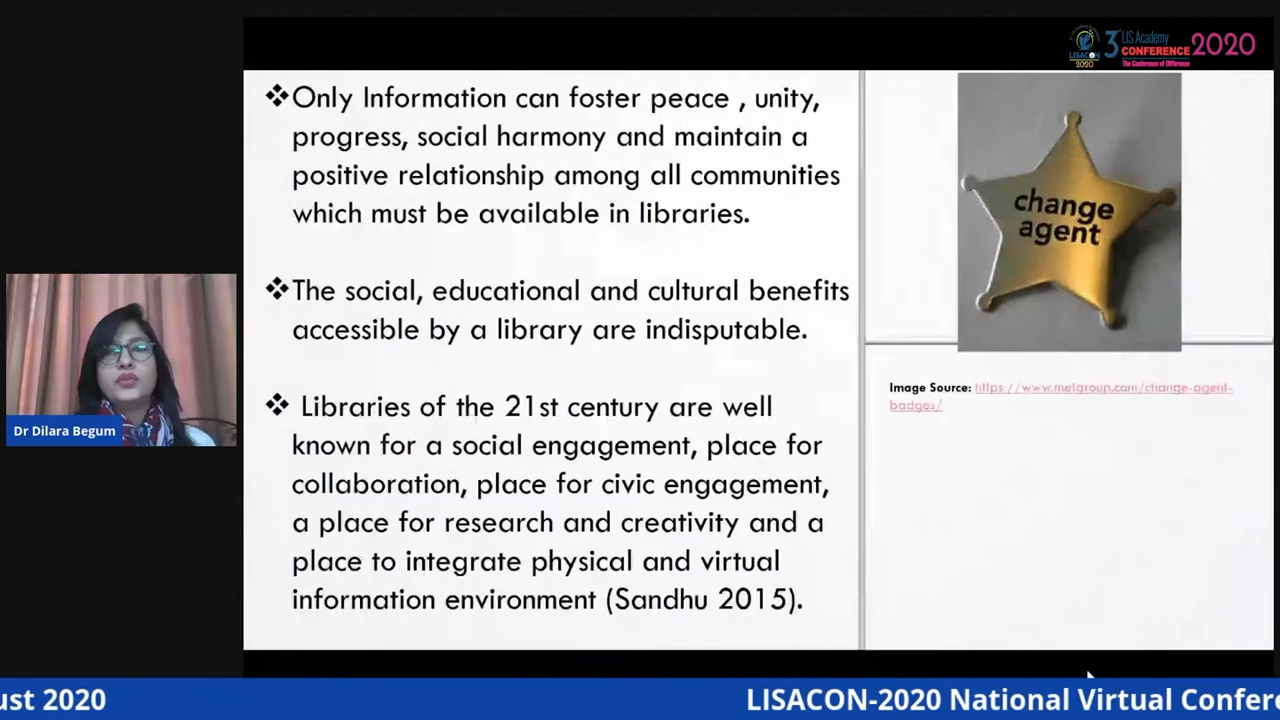 3rd LIS Academy
CONFERENCE 2020
The Conference of Difference
LISACON
2020
❖Only Information can foster peace , unity,
progress, social harmony and maintain a
positive relationship among all communities
which must be available in libraries.
❖The social, educational and cultural benefits
accessible by a library are indisputable.
❖ Libraries of the 21st century are well
known for a social engagement, place for
collaboration, place for civic engagement,
a place for research and creativity and a
place to integrate physical and virtual
information environment (Sandhu 2015).
change
agent
Image Source: https://www.metgroup.com/change-agent-
badges/
Dr Dilara Begum
ust 2020
LISACON-2020 National Virtual Confere